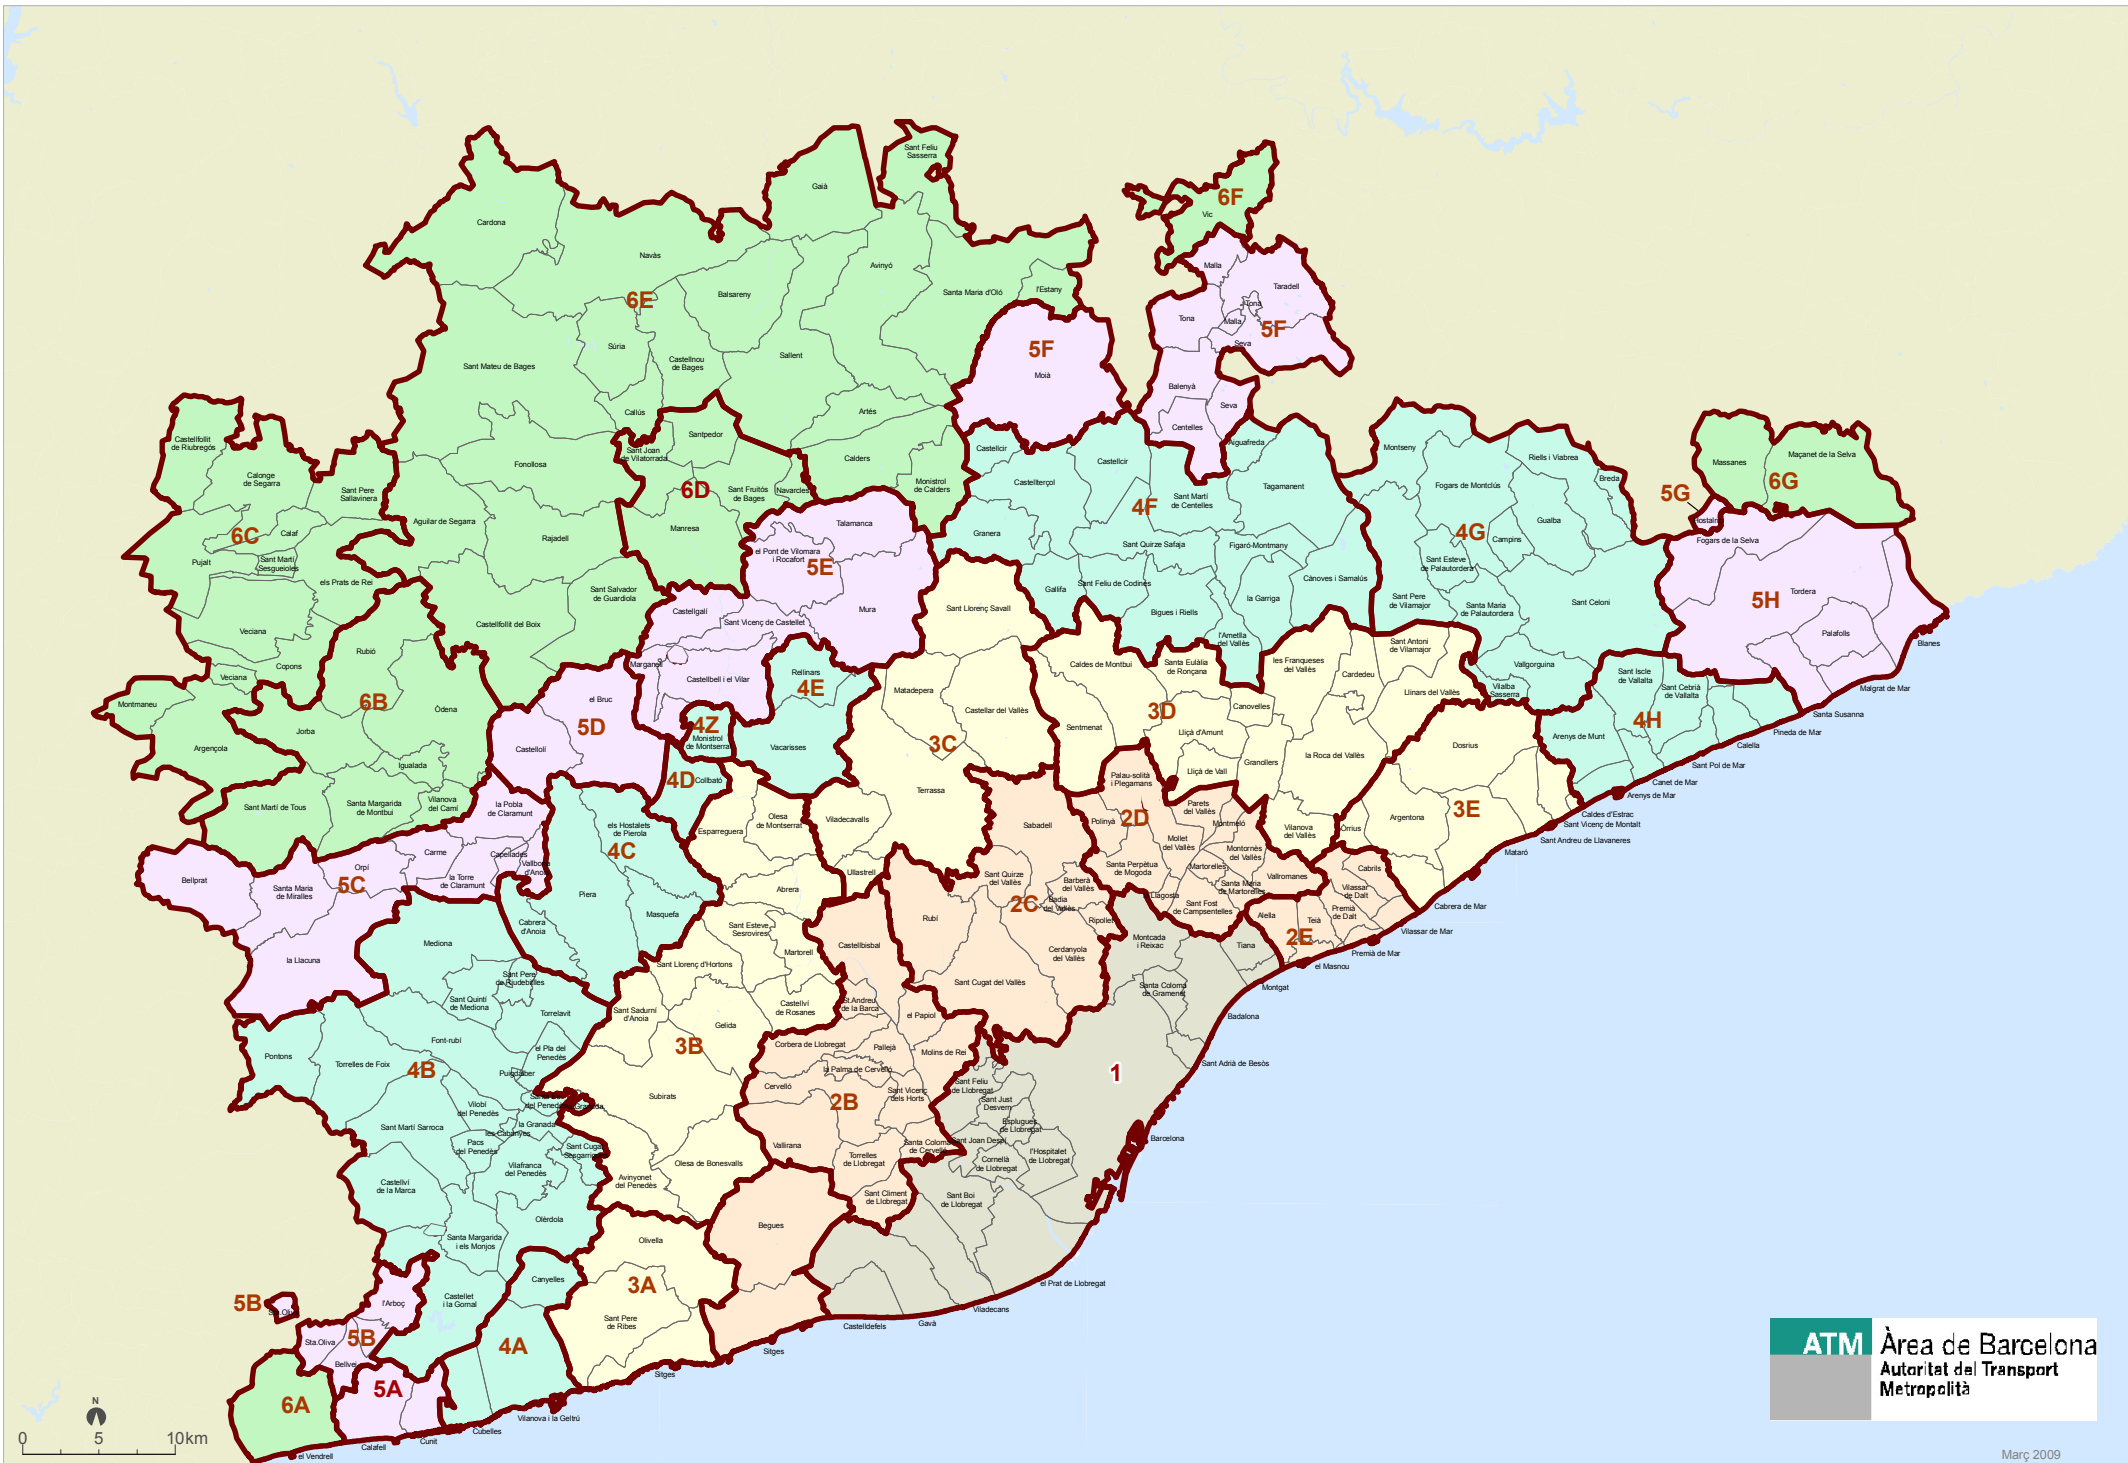 Sant Feliu
Sasserra
Gaià
Cardona
6F
Vic
Navàs
Avinyó
Malla
Taradell
6E
Balsareny
Santa Maria d'Oló
l'Estany
Tona
Tona
Malla
5F
Seva
Súria
Castellnou
de Bages
Sallent
5F
Moià
Sant Mateu de Bages
Balenyà
Seva
Callús
Artés
Centelles
Santpedor
Castellfollit
de Riubregós
Sant Joan
de Vilatorrada
Castellcir
Castellcir
Aiguafreda
Montseny
Riells i Viabrea
Breda
Massanes
Maçanet de la Selva
6G
Fonollosa
Calders
Calonge
de Segarra
Sant Pere
Sallavinera
6D
Sant Fruitós
de Bages
Navarcles
Monistrol
de Calders
Castellterçol
Sant Martí
de Centelles
4F
Tagamanent
Fogars de Montclús
5G
Hostalric
Aguilar de Segarra
Manresa
Talamanca
Granera
Gualba
4G
Campins
Fogars de la Selva
6C
Calaf
Rajadell
el Pont de Vilomara
i Rocafort
5E
Sant Quirze Safaja
Figaró-Montmany
Sant Esteve
de Palautordera
Pujalt
Sant Martí
Sesgueioles
els Prats de Rei
Sant Salvador
de Guardiola
Gallifa
Sant Feliu de Codines
Cànoves i Samalús
Tordera
5H
Castellgalí
Mura
Sant Llorenç Savall
Bigues i Riells
la Garriga
Sant Pere
de Vilamajor
Santa Maria
de Palautordera
Sant Celoni
Castellfollit del Boix
Sant Vicenç de Castellet
Veciana
l'Ametlla
del Vallès
Palafolls
Blanes
Rubió
Copons
Marganell
Caldes de Montbui
Santa Eulàlia
de Ronçana
les Franqueses
del Vallès
Sant Antoni
de Vilamajor
Vallgorguina
Sant Iscle
de Vallalta
Veciana
Castellbell i el Vilar
Rellinars
4E
Matadepera
Cardedeu
Llinars del Vallès
Vilalba
Sasserra
Sant Cebrià
de Vallalta
Malgrat de Mar
Montmaneu
6B
Òdena
el Bruc
5D
4Z
Castellar del Vallès
3D
Canovelles
4H
Santa Susanna
Jorba
Sentmenat
Pineda de Mar
Argençola
Castellolí
Monistrol
de Montserrat
Vacarisses
3C
Lliçà d'Amunt
la Roca del Vallès
Dosrius
Arenys de Munt
Calella
Igualada
4D
Collbató
Lliçà de Vall
Granollers
Sant Pol de Mar
Palau-solità
i Plegamans
Canet de Mar
Arenys de Mar
Sant Martí de Tous
Santa Margarida
de Montbui
Vilanova
del Camí
la Pobla
de Claramunt
Terrassa
Parets
del Vallès
3E
Caldes d'Estrac
Sant Vicenç de Montalt
Sant Andreu de Llavaneres
Mataró
els Hostalets
de Pierola
4C
Esparreguera
Olesa
de Montserrat
Viladecavalls
Sabadell
Polinyà
2D
Montmeló
Vilanova
del Vallès
Òrrius
Argentona
Mollet
del Vallès
Montornès
del Vallès
Carme
Capellades
Vallbona
d'Anoia
Orpí
la Torre
de Claramunt
Ullastrell
Sant Quirze
del Vallès
Santa Perpètua
de Mogoda
Martorelles
Cabrils
Bellprat
5C
Santa Maria
de Miralles
Piera
Abrera
Barberà
del Vallès
Santa Maria
de Martorelles
Vallromanes
Vilassar
de Dalt
2C
Badia
del Vallès
la Llagosta
Sant Fost
de Campsentelles
Cabrera de Mar
Cabrera
d'Anoia
Masquefa
Rubí
Ripollet
Alella
Teià
Premià
de Dalt
Vilassar de Mar
Sant Esteve
Sesrovires
2E
Premià de Mar
Mediona
Castellbisbal
Cerdanyola
del Vallès
Montcada
i Reixac
Tiana
el Masnou
la Llacuna
Sant Llorenç d'Hortons
Martorell
Sant Cugat del Vallès
Santa Coloma
de Gramenet
Montgat
Sant Pere
de Riudebitlles
Sant Quintí
de Mediona
St.Andreu
de la Barca
Castellví
de Rosanes
Badalona
Torrelavit
Sant Sadurní
d'Anoia
Gelida
el Papiol
Font-rubí
el Pla del
Penedès
3B
Corbera de Llobregat
Pallejà
Molins de Rei
Pontons
Torrelles de Foix
4B
Puigdàlber
la Palma de Cervelló
Sant Adrià de Besòs
1
Cervelló
Sant Feliu
de Llobregat
Subirats
2B
Sant Vicenç
dels Horts
Sant Just
Desvern
Vilobí
del Penedès
la Granada
Sant Martí Sarroca
les Cabanyes
Esplugues
de Llobregat
Pacs
del Penedès
Sant Cugat
Sesgarrigues
Vallirana
Santa Coloma
de Cervelló
Sant Joan Despí
Barcelona
Vilafranca
del Penedès
Olesa de Bonesvalls
Torrelles
de Llobregat
Cornellà
de Llobregat
l'Hospitalet
de Llobregat
Castellví
de la Marca
Avinyonet
del Penedès
Sant Climent
de Llobregat
Sant Boi
de Llobregat
Olèrdola
Begues
Santa Margarida
i els Monjos
Olivella
Canyelles
3A
el Prat de Llobregat
5B
Sta.Oliva
l'Arboç
Castellet
i la Gornal
Viladecans
Gavà
Castelldefels
Sant Pere
de Ribes
Sta.Oliva
5B
4A
Sitges
Bellvei
Sitges
5A
6A
Vilanova i la Geltrú
Cubelles
Cunit
Calafell
el Vendrell
N
0 5 10km
ATM Àrea de Barcelona
Autoritat del Transport
Metropolità
Març 2009